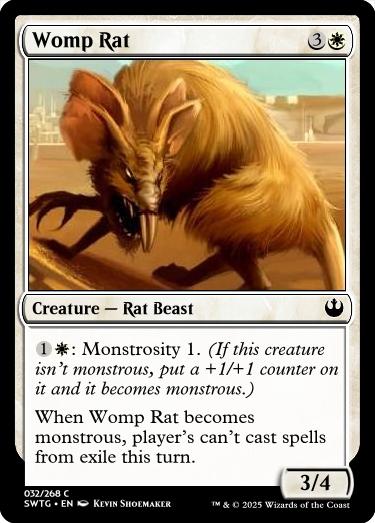 Womp Rat 3
Creature — Rat Beast
1: Monstrosity 1. (If this creature
isn't monstrous, put a +1/+1 counter on
it and it becomes monstrous.)
When Womp Rat becomes
monstrous, player's can't cast spells
from exile this turn.
3/4
032/268 C
SWTG • EN Kevin Shoemaker
™ & © 2025 Wizards of the Coast